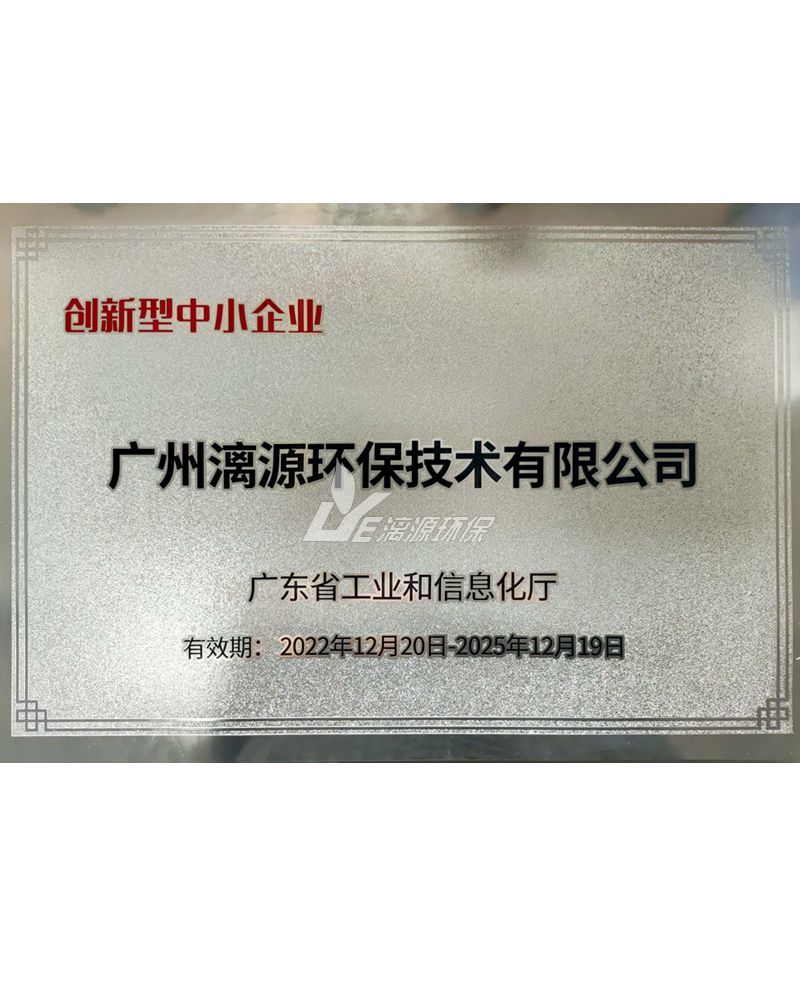 创新型中小企业
广州漓源环保技术有限公司
LYE漓源环保
广东省工业和信息化厅
有效期：2022年12月20日-2025年12月19日